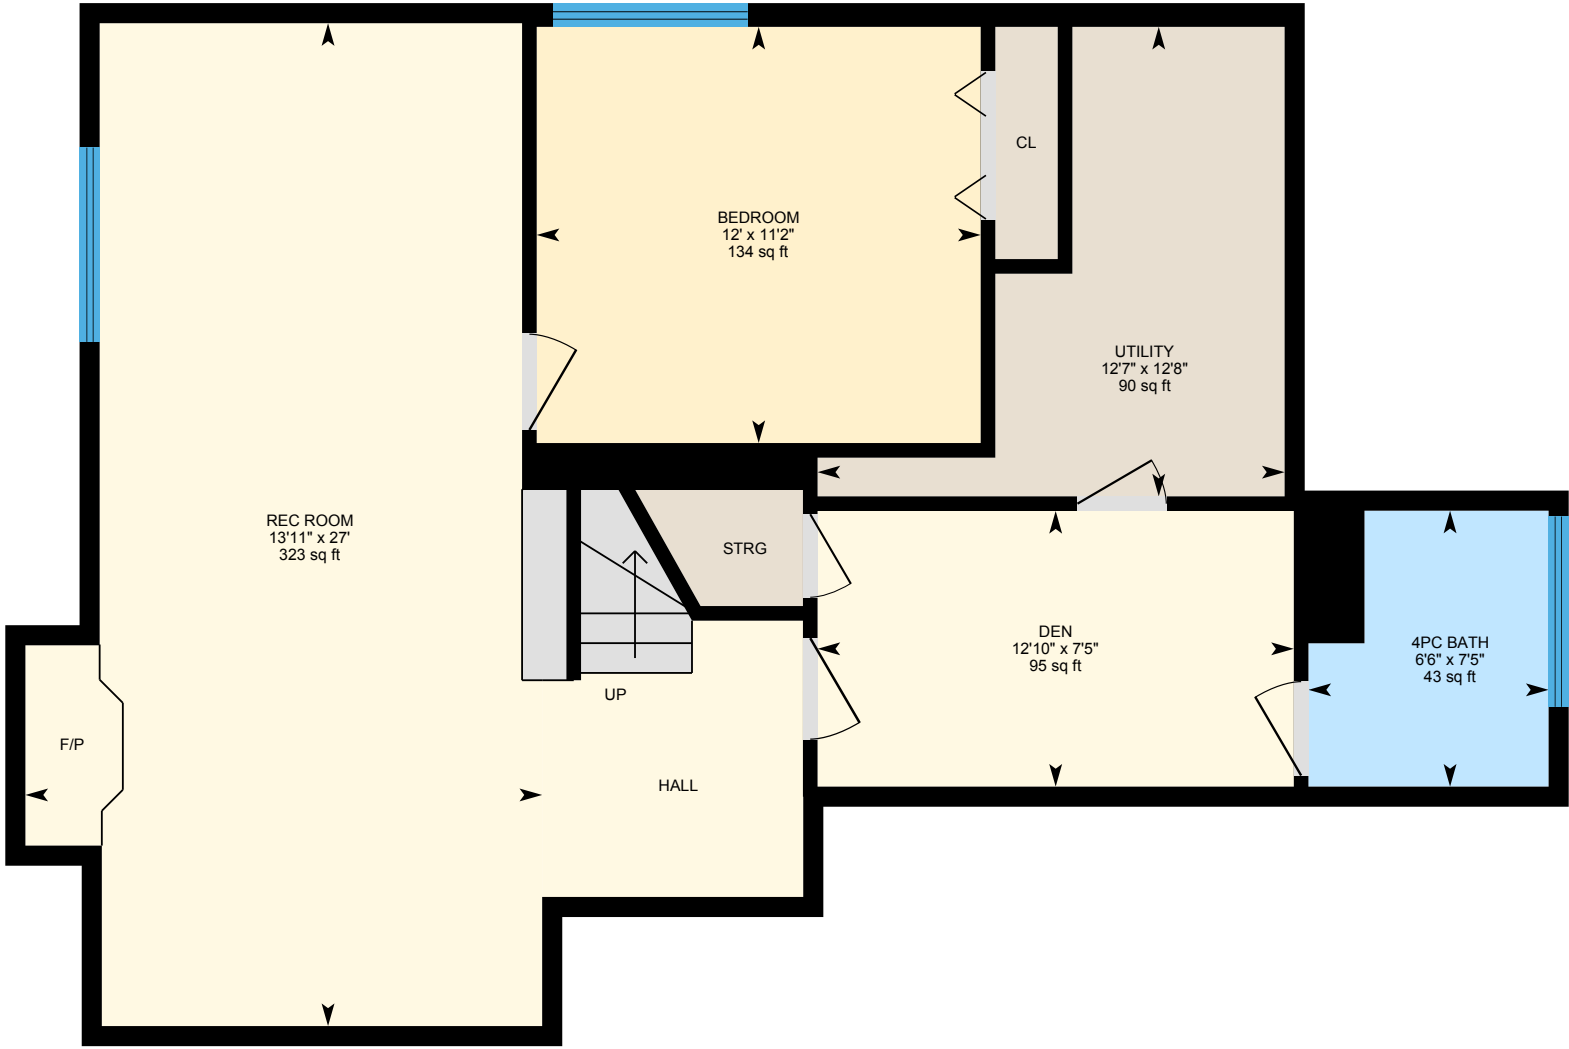 CL
BEDROOM
12' x 11'2"
134 sq ft
UTILITY
12'7" x 12'8"
90 sq ft
REC ROOM
13'11" x 27'
323 sq ft
STRG
DEN
12'10" x 7'5"
95 sq ft
4PC BATH
6'6" x 7'5"
43 sq ft
UP
F/P
HALL